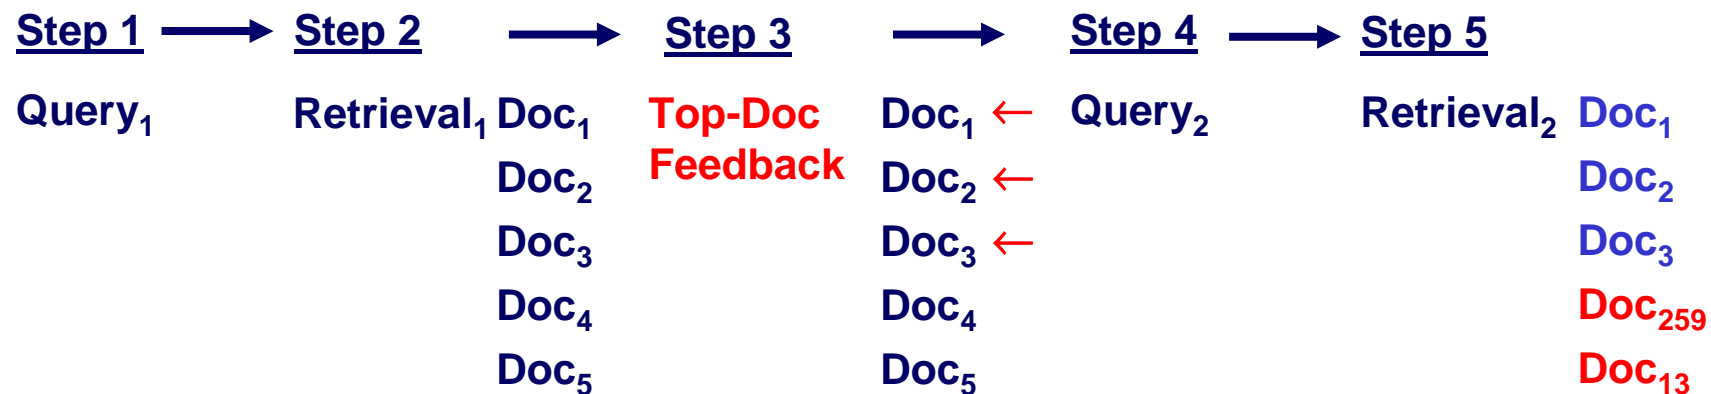 Step 1 → Step 2 → Step 3 → Step 4 → Step 5
Query₁ Retrieval₁ Doc₁ Top-Doc Doc₁ ← Query₂ Retrieval₂ Doc₁
Feedback
Doc₂ Doc₂ ← Doc₂
Doc₃ Doc₃ ← Doc₃
Doc₄ Doc₄ Doc₂₅₉
Doc₅ Doc₅ Doc₁₃